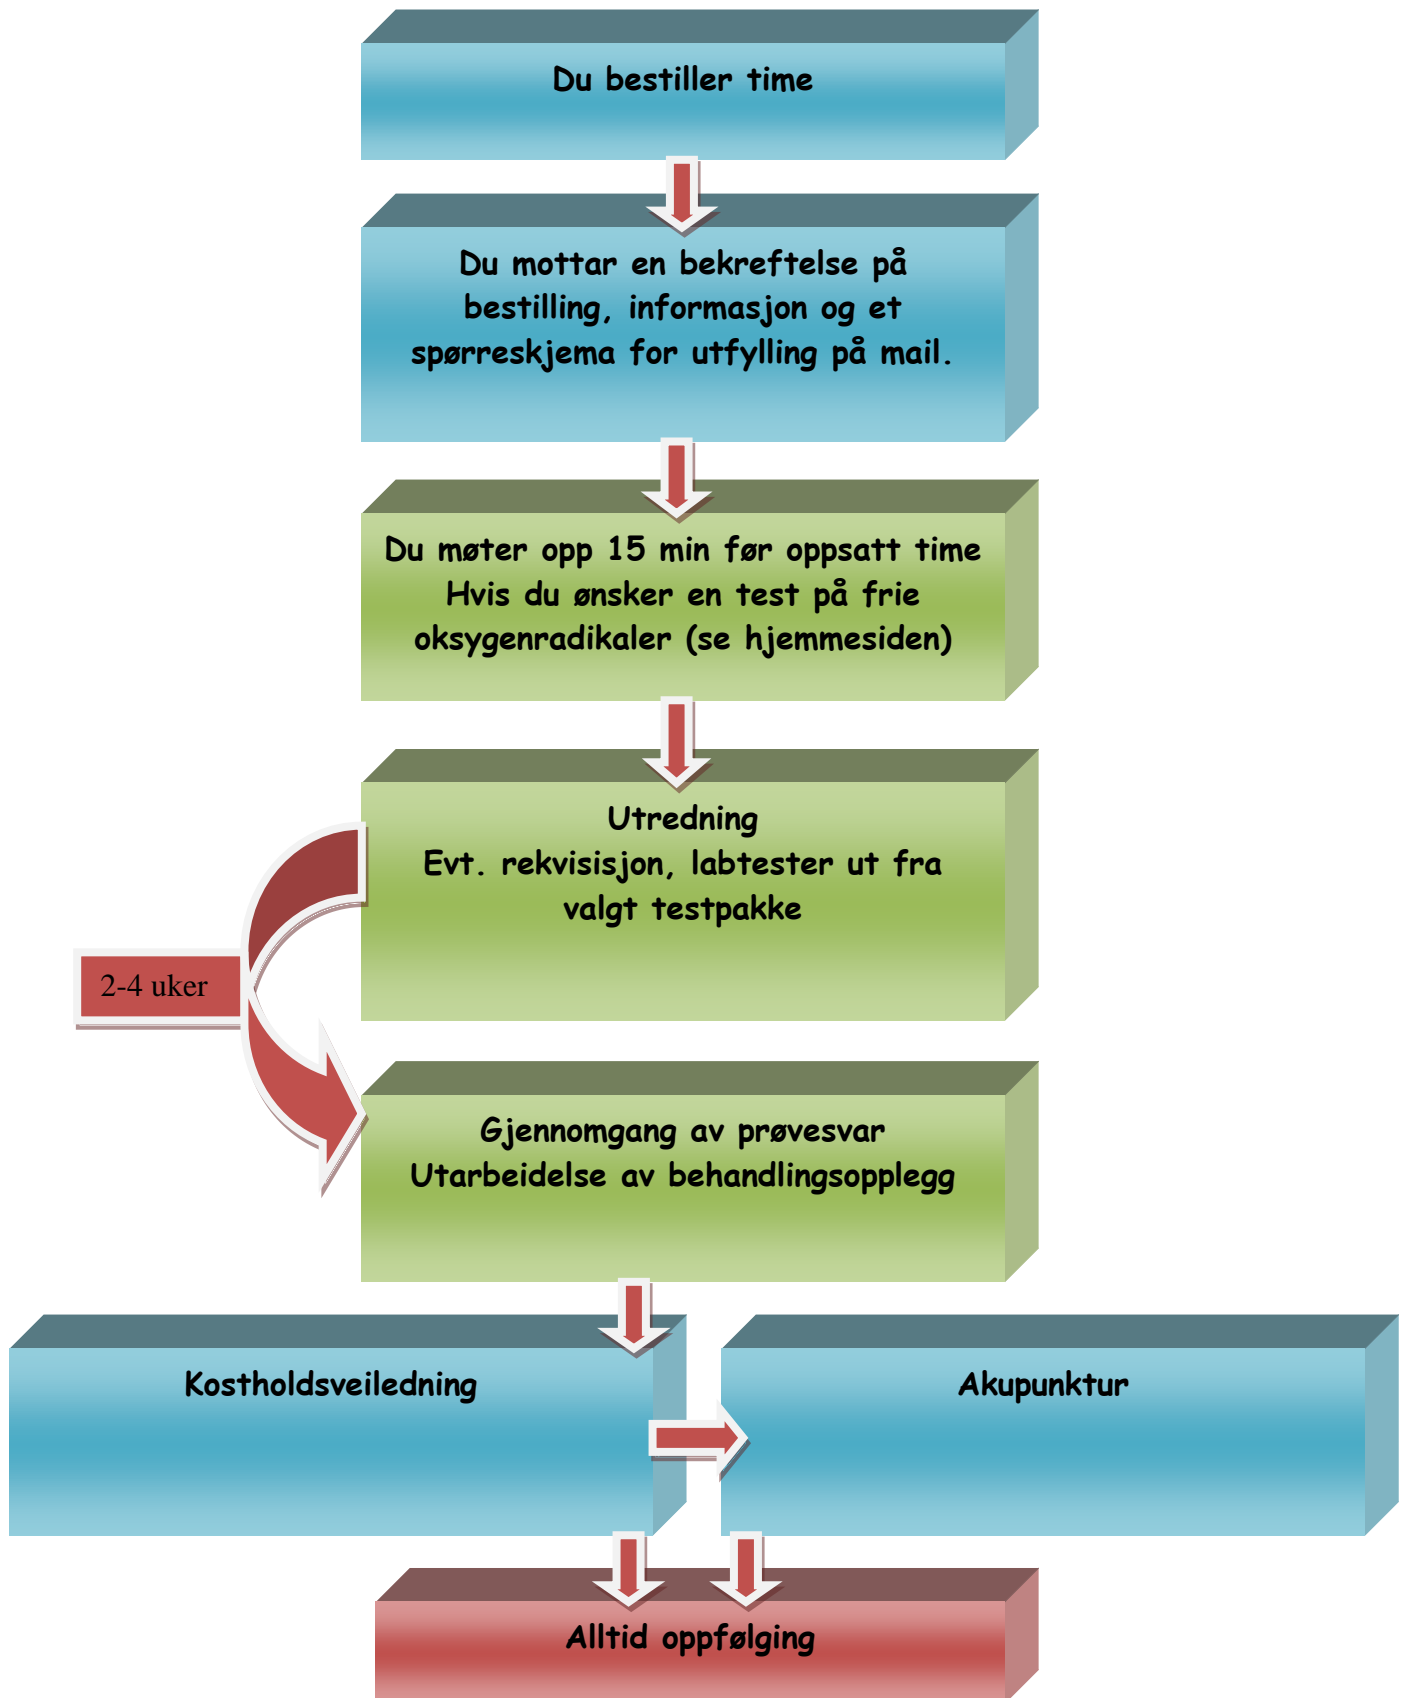 Du bestiller time
Du mottar en bekreftelse på
bestilling, informasjon og et
spørreskjema for utfylling på mail.
Du møter opp 15 min før oppsatt time
Hvis du ønsker en test på frie
oksygenradikaler (se hjemmesiden)
Utredning
Evt. rekvisisjon, labtester ut fra
valgt testpakke
2-4 uker
Gjennomgang av prøvesvar
Utarbeidelse av behandlingsopplegg
Kostholdsveiledning
Akupunktur
Alltid oppfølging